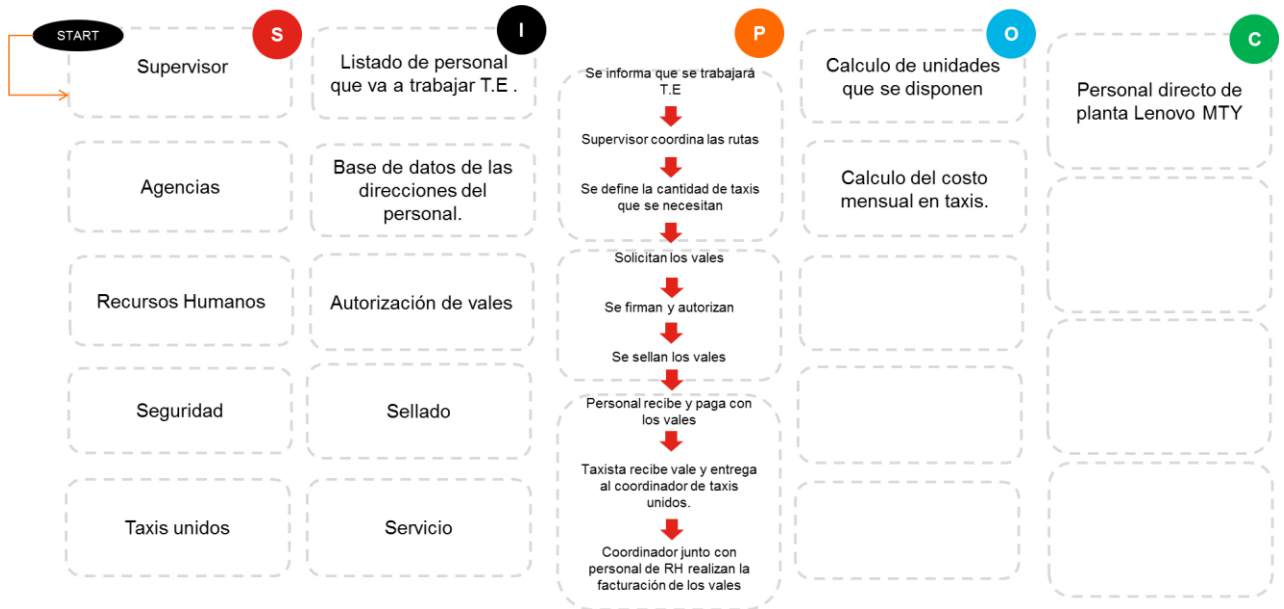 START
S
Supervisor
Agencias
Recursos Humanos
Seguridad
Taxis unidos
I
Listado de personal
que va a trabajar T.E .
Base de datos de las
direcciones del
personal.
Autorización de vales
Sellado
Servicio
P
Se informa que se trabajará
T.E
Supervisor coordina las rutas
Se define la cantidad de taxis
que se necesitan
Solicitan los vales
Se firman y autorizan
Se sellan los vales
Personal recibe y paga con
los vales
Taxista recibe vale y entrega
al coordinador de taxis
unidos.
Coordinador junto con
personal de RH realizan la
facturación de los vales
O
Calculo de unidades
que se disponen
Calculo del costo
mensual en taxis.
C
Personal directo de
planta Lenovo MTY